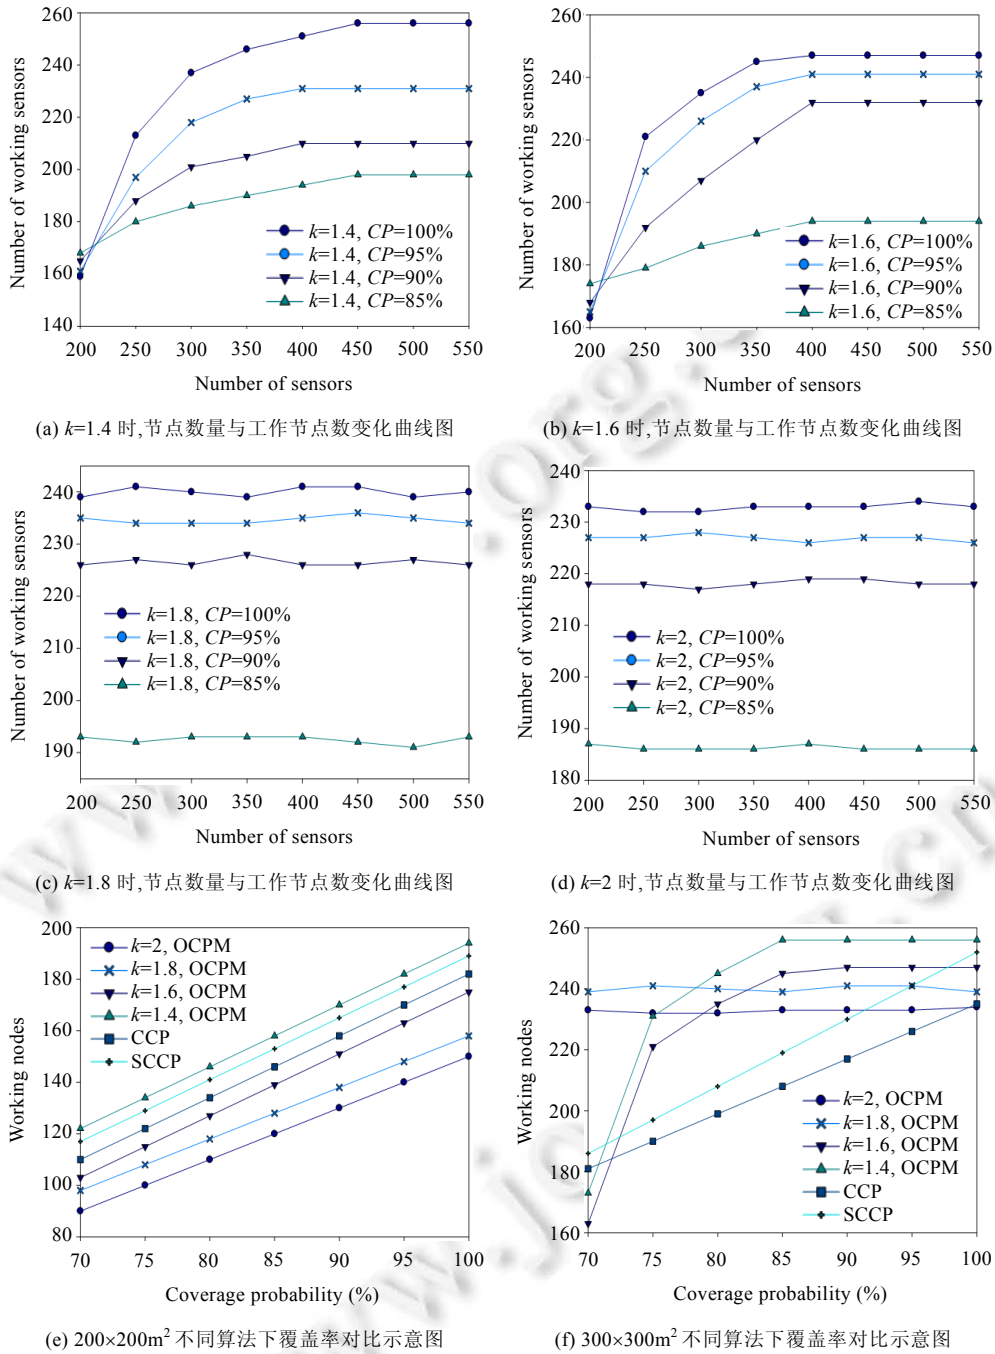 260
240
220
200
180
160
140
Number of working sensors
k=1.4, CP=100%
k=1.4, CP=95%
k=1.4, CP=90%
k=1.4, CP=85%
200 250 300 350 400 450 500 550
Number of sensors
(a) k=1.4 时,节点数量与工作节点数变化曲线图
260
240
220
200
180
160
Number of working sensors
k=1.6, CP=100%
k=1.6, CP=95%
k=1.6, CP=90%
k=1.6, CP=85%
200 250 300 350 400 450 500 550
Number of sensors
(b) k=1.6 时,节点数量与工作节点数变化曲线图
240
230
220
210
200
190
Number of working sensors
k=1.8, CP=100%
k=1.8, CP=95%
k=1.8, CP=90%
k=1.8, CP=85%
200 250 300 350 400 450 500 550
Number of sensors
(c) k=1.8 时,节点数量与工作节点数变化曲线图
240
230
220
210
200
190
180
Number of working sensors
k=2, CP=100%
k=2, CP=95%
k=2, CP=90%
k=2, CP=85%
200 250 300 350 400 450 500 550
Number of sensors
(d) k=2 时,节点数量与工作节点数变化曲线图
200
180
160
140
120
100
80
Working nodes
k=2, OCPM
k=1.8, OCPM
k=1.6, OCPM
k=1.4, OCPM
CCP
SCCP
70 75 80 85 90 95 100
Coverage probability (%)
(e) 200×200m² 不同算法下覆盖率对比示意图
260
240
220
200
180
160
Working nodes
k=2, OCPM
k=1.8, OCPM
k=1.6, OCPM
k=1.4, OCPM
CCP
SCCP
70 75 80 85 90 95 100
Coverage probability (%)
(f) 300×300m² 不同算法下覆盖率对比示意图